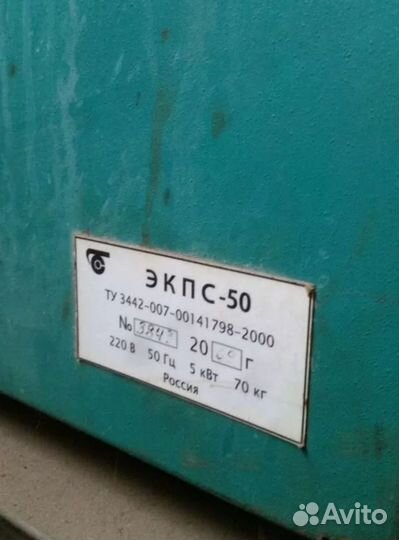 ЭКПС-50
ТУ 3442-007-00141798-2000
№
20 г
220 В 50 Гц 5 кВт 70 кг
Россия
Avito